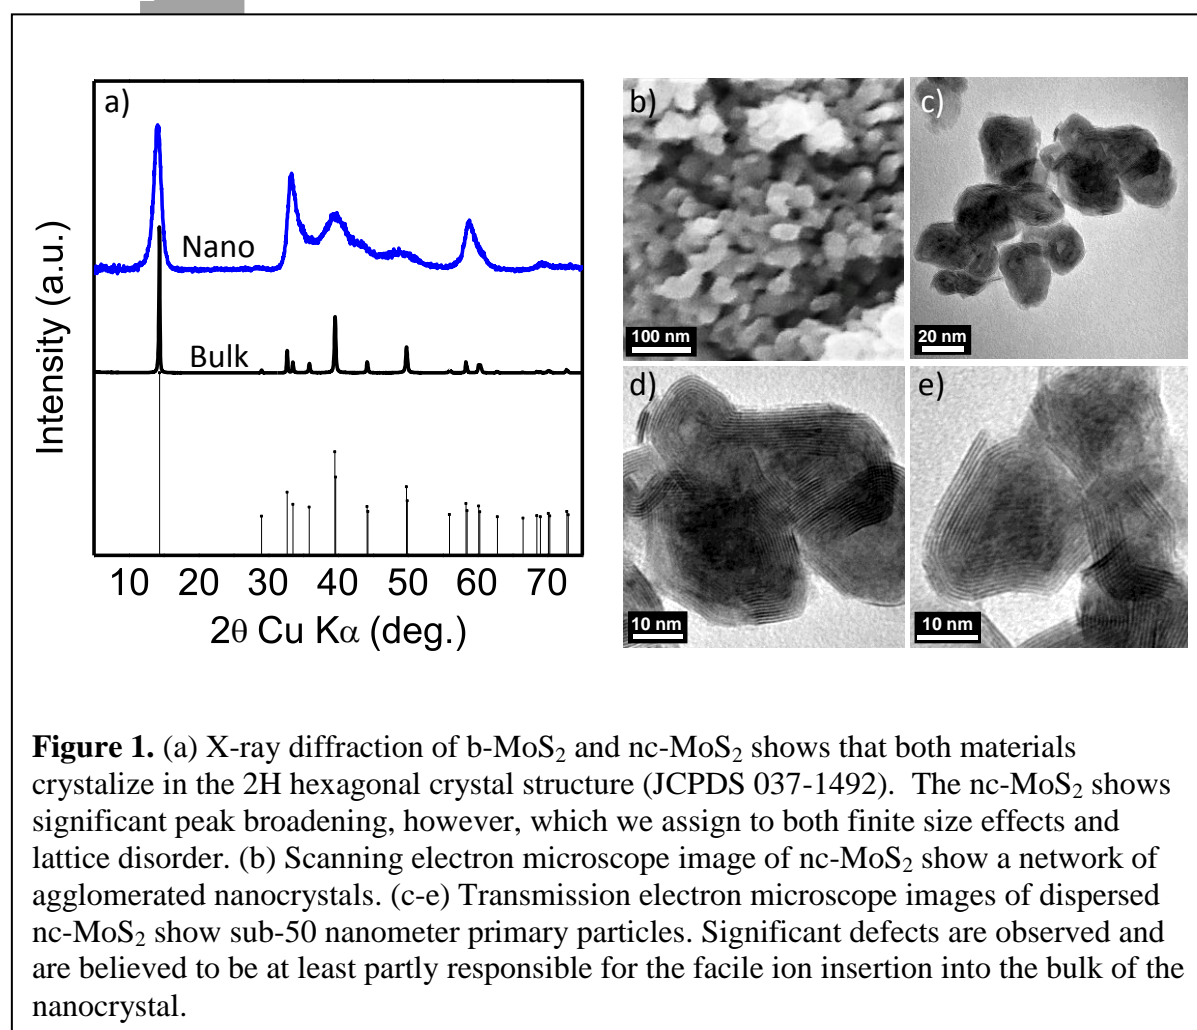 a)
Nano
Bulk
Intensity (a.u.)
10 20 30 40 50 60 70
2θ Cu Kα (deg.)
b)
100 nm
c)
20 nm
d)
10 nm
e)
10 nm
Figure 1. (a) X-ray diffraction of b-MoS₂ and nc-MoS₂ shows that both materials
crystalize in the 2H hexagonal crystal structure (JCPDS 037-1492).  The nc-MoS₂ shows
significant peak broadening, however, which we assign to both finite size effects and
lattice disorder. (b) Scanning electron microscope image of nc-MoS₂ show a network of
agglomerated nanocrystals. (c-e) Transmission electron microscope images of dispersed
nc-MoS₂ show sub-50 nanometer primary particles. Significant defects are observed and
are believed to be at least partly responsible for the facile ion insertion into the bulk of the
nanocrystal.